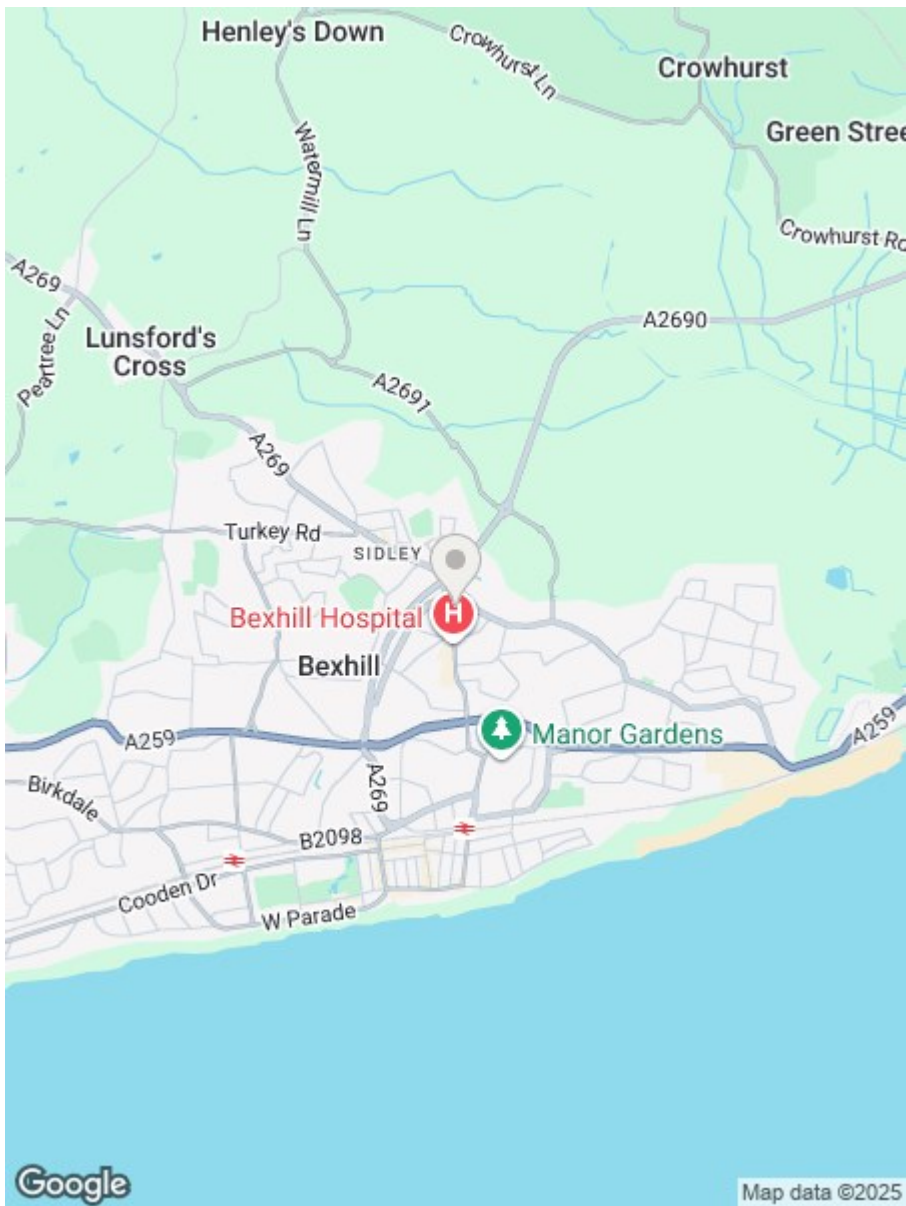 Henley's Down
Crowhurst Ln
Crowhurst
Green Stree
Watermill Ln
Crowhurst Rd
A269
A2690
Lunsford's
Cross
Peartree Ln
A2691
A269
Turkey Rd
SIDLEY
Bexhill Hospital
H
Bexhill
Manor Gardens
A259
A259
A269
Birkdale
B2098
Cooden Dr
W Parade
Google
Map data ©2025